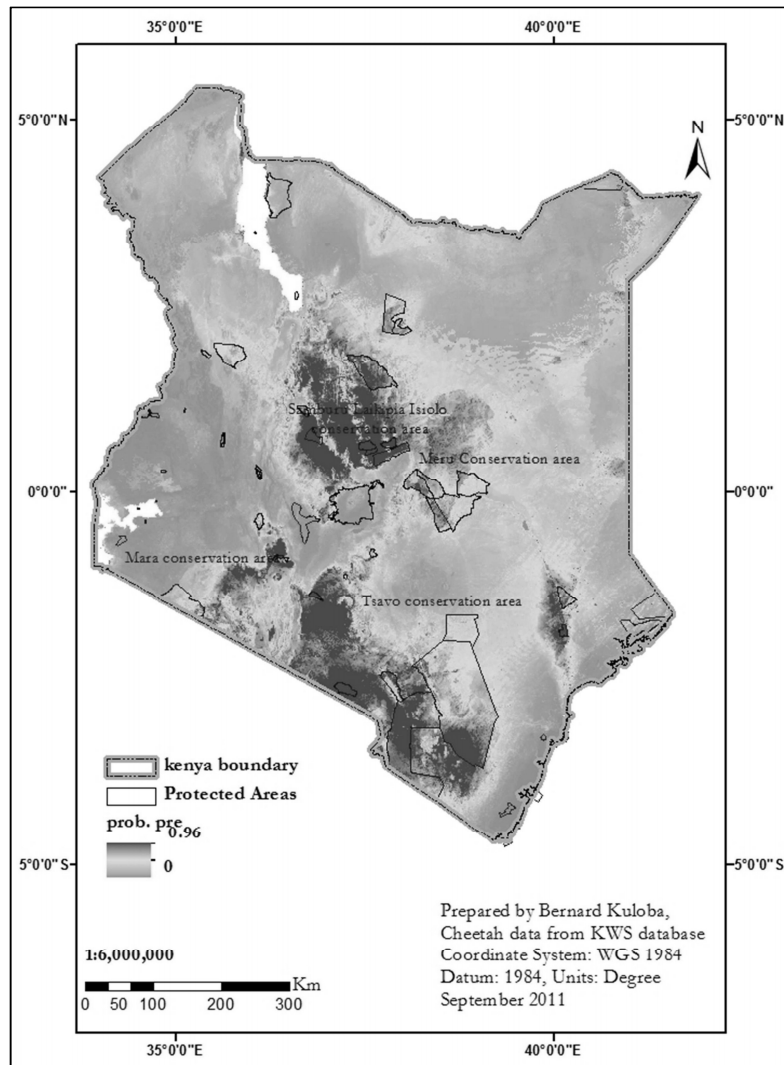 35°0'0"E 40°0'0"E
5°0'0"N 5°0'0"N
N
Samburu Laikipia Isiolo
conservation area
Meru Conservation area
0°0'0" 0°0'0"
Mara conservation area
Tsavo conservation area
kenya boundary
Protected Areas
prob. pre
0.96
0
5°0'0"S 5°0'0"S
Prepared by Bernard Kuloba,
Cheetah data from KWS database
Coordinate System: WGS 1984
Datum: 1984, Units: Degree
September 2011
1:6,000,000
Km
0 50 100 200 300
35°0'0"E 40°0'0"E